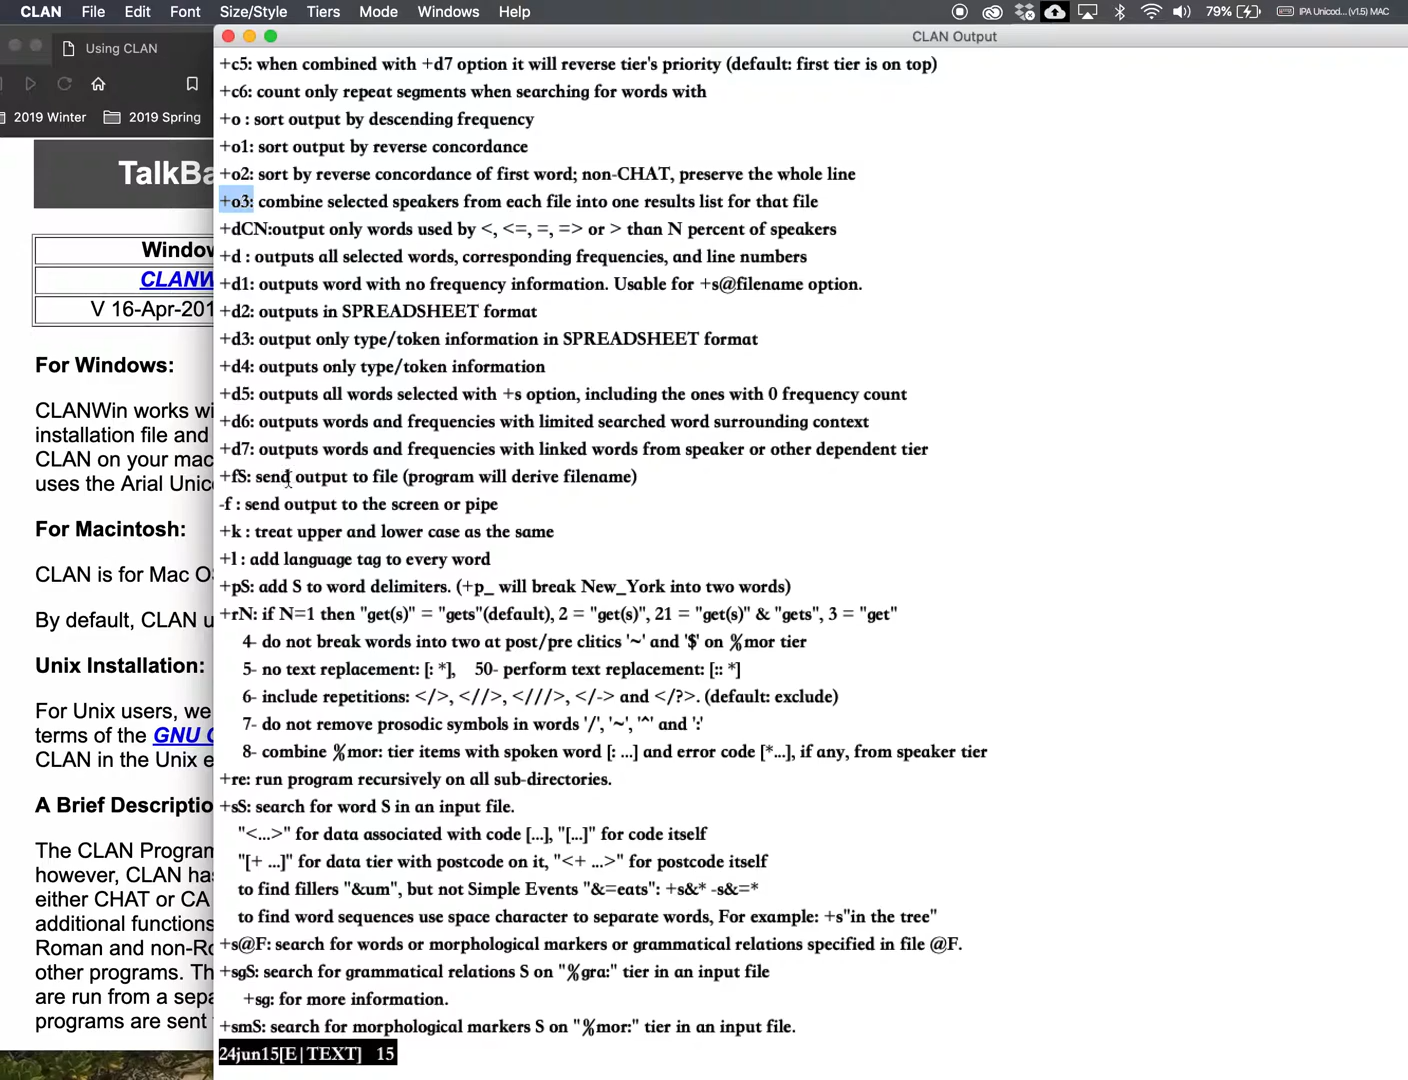 CLAN File Edit Font Size/Style Tiers Mode Windows Help 79% IPA Unicod... (v1.5) MAC
Using CLAN
CLAN Output
2019 Winter 2019 Spring
TalkBa
Window
CLANW
V 16-Apr-201
For Windows:
CLANWin works wi
installation file and
CLAN on your mac
uses the Arial Unic
For Macintosh:
CLAN is for Mac O
By default, CLAN u
Unix Installation:
For Unix users, we
terms of the GNU G
CLAN in the Unix e
A Brief Descriptio
The CLAN Program
however, CLAN has
either CHAT or CA
additional functions
Roman and non-Ro
other programs. Th
are run from a sepa
programs are sent
+c5: when combined with +d7 option it will reverse tier's priority (default: first tier is on top)
+c6: count only repeat segments when searching for words with
+o : sort output by descending frequency
+o1: sort output by reverse concordance
+o2: sort by reverse concordance of first word; non-CHAT, preserve the whole line
+o3: combine selected speakers from each file into one results list for that file
+dCN:output only words used by <, <=, =, => or > than N percent of speakers
+d : outputs all selected words, corresponding frequencies, and line numbers
+d1: outputs word with no frequency information. Usable for +s@filename option.
+d2: outputs in SPREADSHEET format
+d3: output only type/token information in SPREADSHEET format
+d4: outputs only type/token information
+d5: outputs all words selected with +s option, including the ones with 0 frequency count
+d6: outputs words and frequencies with limited searched word surrounding context
+d7: outputs words and frequencies with linked words from speaker or other dependent tier
+fS: send output to file (program will derive filename)
-f : send output to the screen or pipe
+k : treat upper and lower case as the same
+l : add language tag to every word
+pS: add S to word delimiters. (+p_ will break New_York into two words)
+rN: if N=1 then "get(s)" = "gets"(default), 2 = "get(s)", 21 = "get(s)" & "gets", 3 = "get"
4- do not break words into two at post/pre clitics '~' and '$' on %mor tier
5- no text replacement: [: *], 50- perform text replacement: [:: *]
6- include repetitions: </>, <//>, <///>, </-> and </?>. (default: exclude)
7- do not remove prosodic symbols in words '/', '~', '^' and ':'
8- combine %mor: tier items with spoken word [: ...] and error code [*...], if any, from speaker tier
+re: run program recursively on all sub-directories.
+sS: search for word S in an input file.
"<...>" for data associated with code [...], "[...]" for code itself
"[+ ...]" for data tier with postcode on it, "<+ ...>" for postcode itself
to find fillers "&um", but not Simple Events "&=eats": +s&* -s&=*
to find word sequences use space character to separate words, For example: +s"in the tree"
+s@F: search for words or morphological markers or grammatical relations specified in file @F.
+sgS: search for grammatical relations S on "%gra:" tier in an input file
+sg: for more information.
+smS: search for morphological markers S on "%mor:" tier in an input file.
24jun15[E|TEXT] 15